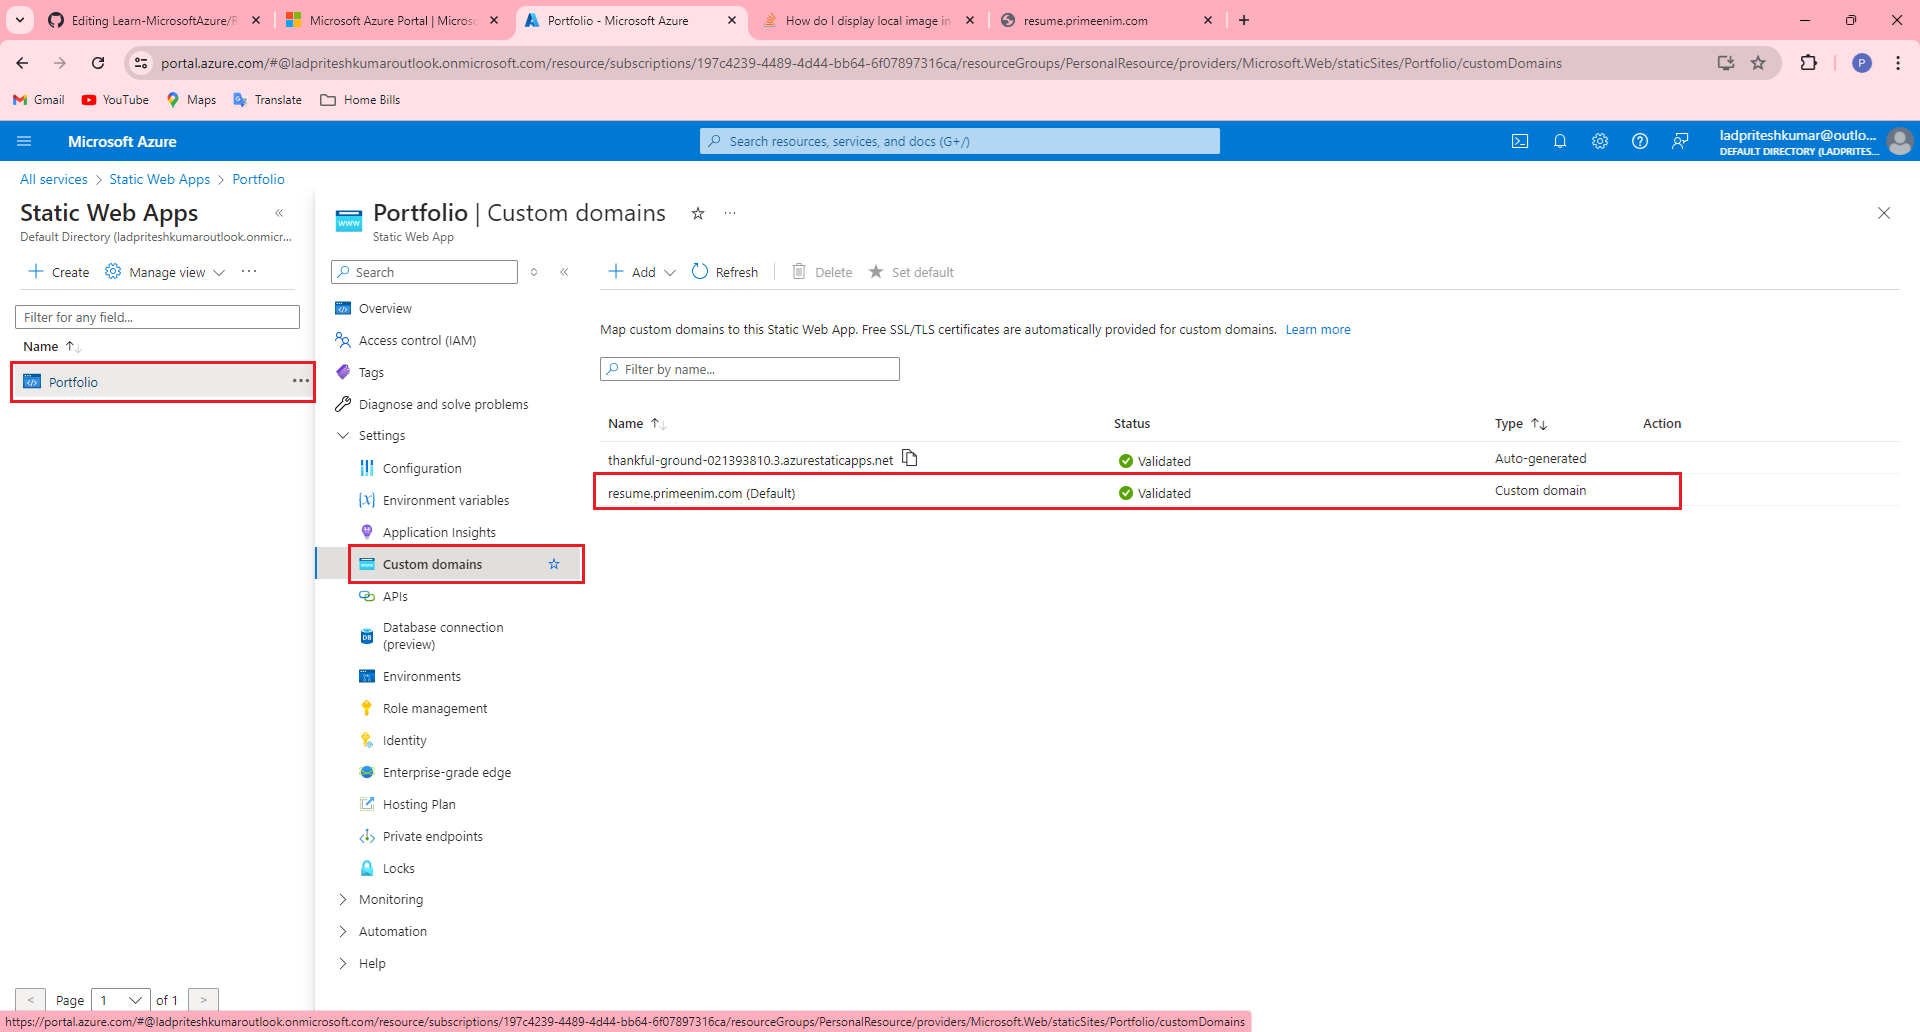 Editing Learn-MicrosoftAzure/R
Microsoft Azure Portal | Micros
Portfolio - Microsoft Azure
How do I display local image in
resume.primeenim.com
portal.azure.com/#@ladpriteshkumaroutlook.onmicrosoft.com/resource/subscriptions/197c4239-4489-4d44-bb64-6f07897316ca/resourceGroups/PersonalResource/providers/Microsoft.Web/staticSites/Portfolio/customDomains
P
Gmail YouTube Maps Translate Home Bills
Microsoft Azure
Search resources, services, and docs (G+/)
ladpriteshkumar@outlo...
DEFAULT DIRECTORY (LADPRITES...
All services > Static Web Apps > Portfolio
Static Web Apps
Default Directory (ladpriteshkumaroutlook.onmicr...
Create Manage view
Filter for any field...
Name
Portfolio
Page 1 of 1
Portfolio | Custom domains
Static Web App
Search
Overview
Access control (IAM)
Tags
Diagnose and solve problems
Settings
Configuration
Environment variables
Application Insights
Custom domains
APIs
Database connection
(preview)
Environments
Role management
Identity
Enterprise-grade edge
Hosting Plan
Private endpoints
Locks
Monitoring
Automation
Help
Add Refresh Delete Set default
Map custom domains to this Static Web App. Free SSL/TLS certificates are automatically provided for custom domains. Learn more
Filter by name...
Name Status Type Action
thankful-ground-021393810.3.azurestaticapps.net Validated Auto-generated
resume.primeenim.com (Default) Validated Custom domain
https://portal.azure.com/#@ladpriteshkumaroutlook.onmicrosoft.com/resource/subscriptions/197c4239-4489-4d44-bb64-6f07897316ca/resourceGroups/PersonalResource/providers/Microsoft.Web/staticSites/Portfolio/customDomains